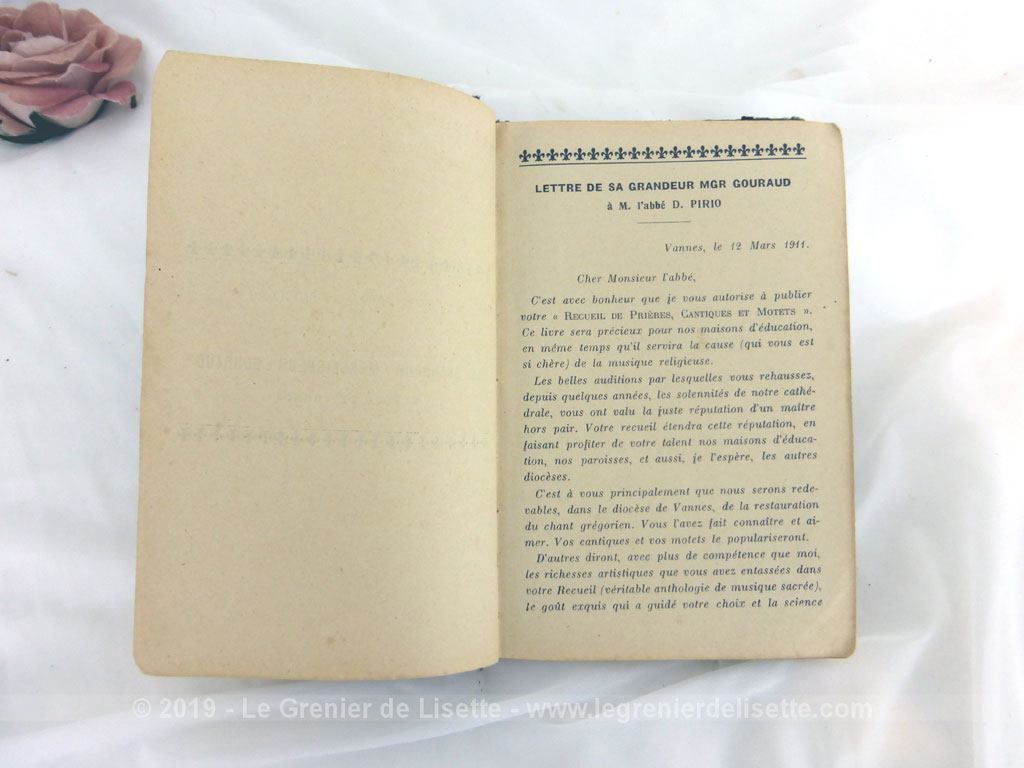 LETTRE DE SA GRANDEUR MGR GOURAUD
à M. l'abbé D. PIRIO
Vannes, le 12 Mars 1911.
Cher Monsieur l'abbé,
C'est avec bonheur que je vous autorise à publier
votre « RECUEIL DE PRIÈRES, CANTIQUES ET MOTETS ».
Ce livre sera précieux pour nos maisons d'éducation,
en même temps qu'il servira la cause (qui vous est
si chère) de la musique religieuse.
Les belles auditions par lesquelles vous rehaussez,
depuis quelques années, les solennités de notre cathé-
drale, vous ont valu la juste réputation d'un maître
hors pair. Votre recueil étendra cette réputation, en
faisant profiter de votre talent nos maisons d'éduca-
tion, nos paroisses, et aussi, je l'espère, les autres
diocèses.
C'est à vous principalement que nous serons rede-
vables, dans le diocèse de Vannes, de la restauration
du chant grégorien. Vous l'avez fait connaître et ai-
mer. Vos cantiques et vos motets le populariseront.
D'autres diront, avec plus de compétence que moi,
les richesses artistiques que vous avez entassées dans
votre Recueil (véritable anthologie de musique sacrée),
le goût exquis qui a guidé votre choix et la science
© 2019 - Le Grenier de Lisette - www.legrenierdelisette.com